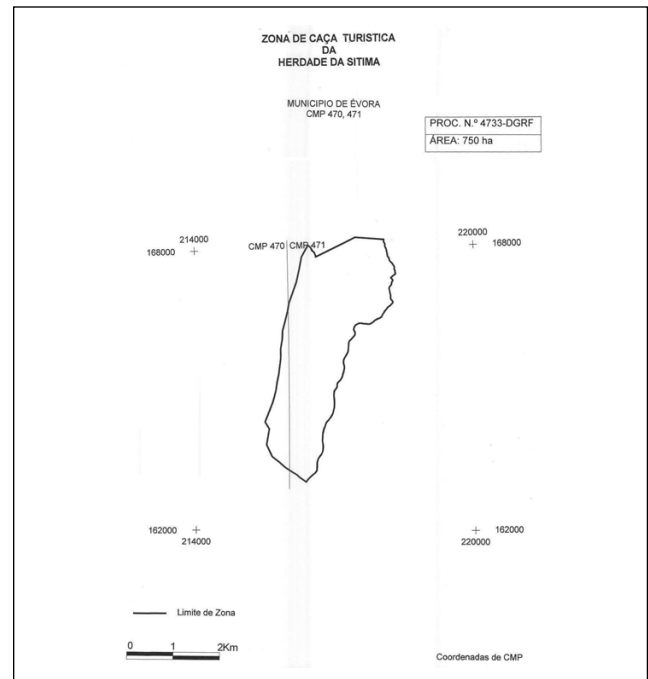 ZONA DE CAÇA TURISTICA
DA
HERDADE DA SITIMA
MUNICIPIO DE ÉVORA
CMP 470, 471
PROC. N.º 4733-DGRF
ÁREA: 750 ha
214000
168000
CMP 470
CMP 471
220000
168000
162000
214000
162000
220000
Limite de Zona
0 1 2Km
Coordenadas de CMP